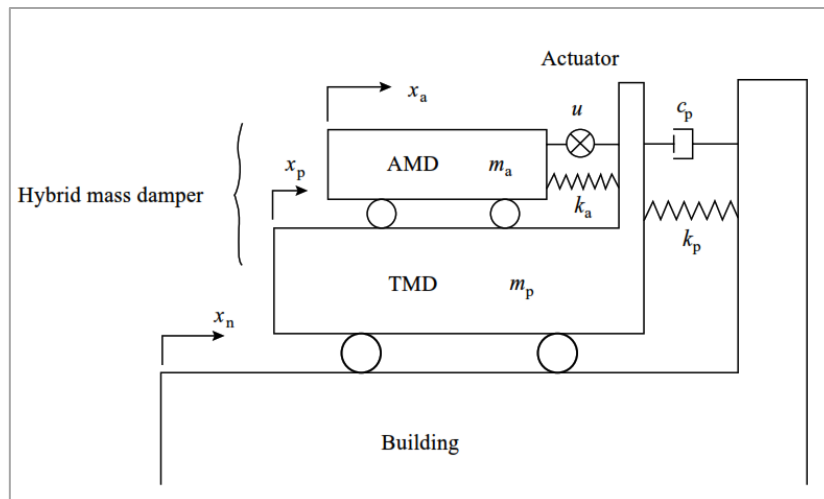 Actuator
x_a
u
c_p
Hybrid mass damper
x_p
AMD m_a
k_a
k_p
TMD m_p
x_n
Building